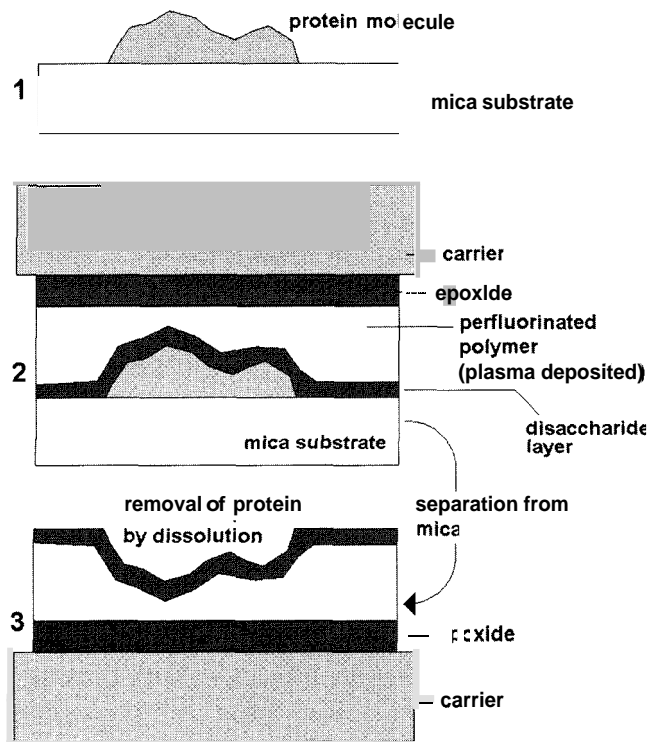 protein molecule
1
mica substrate
carrier
epoxide
perfluorinated
polymer
(plasma deposited)
2
disaccharide
layer
mica substrate
removal of protein
by dissolution
separation from
mica
3
carrier